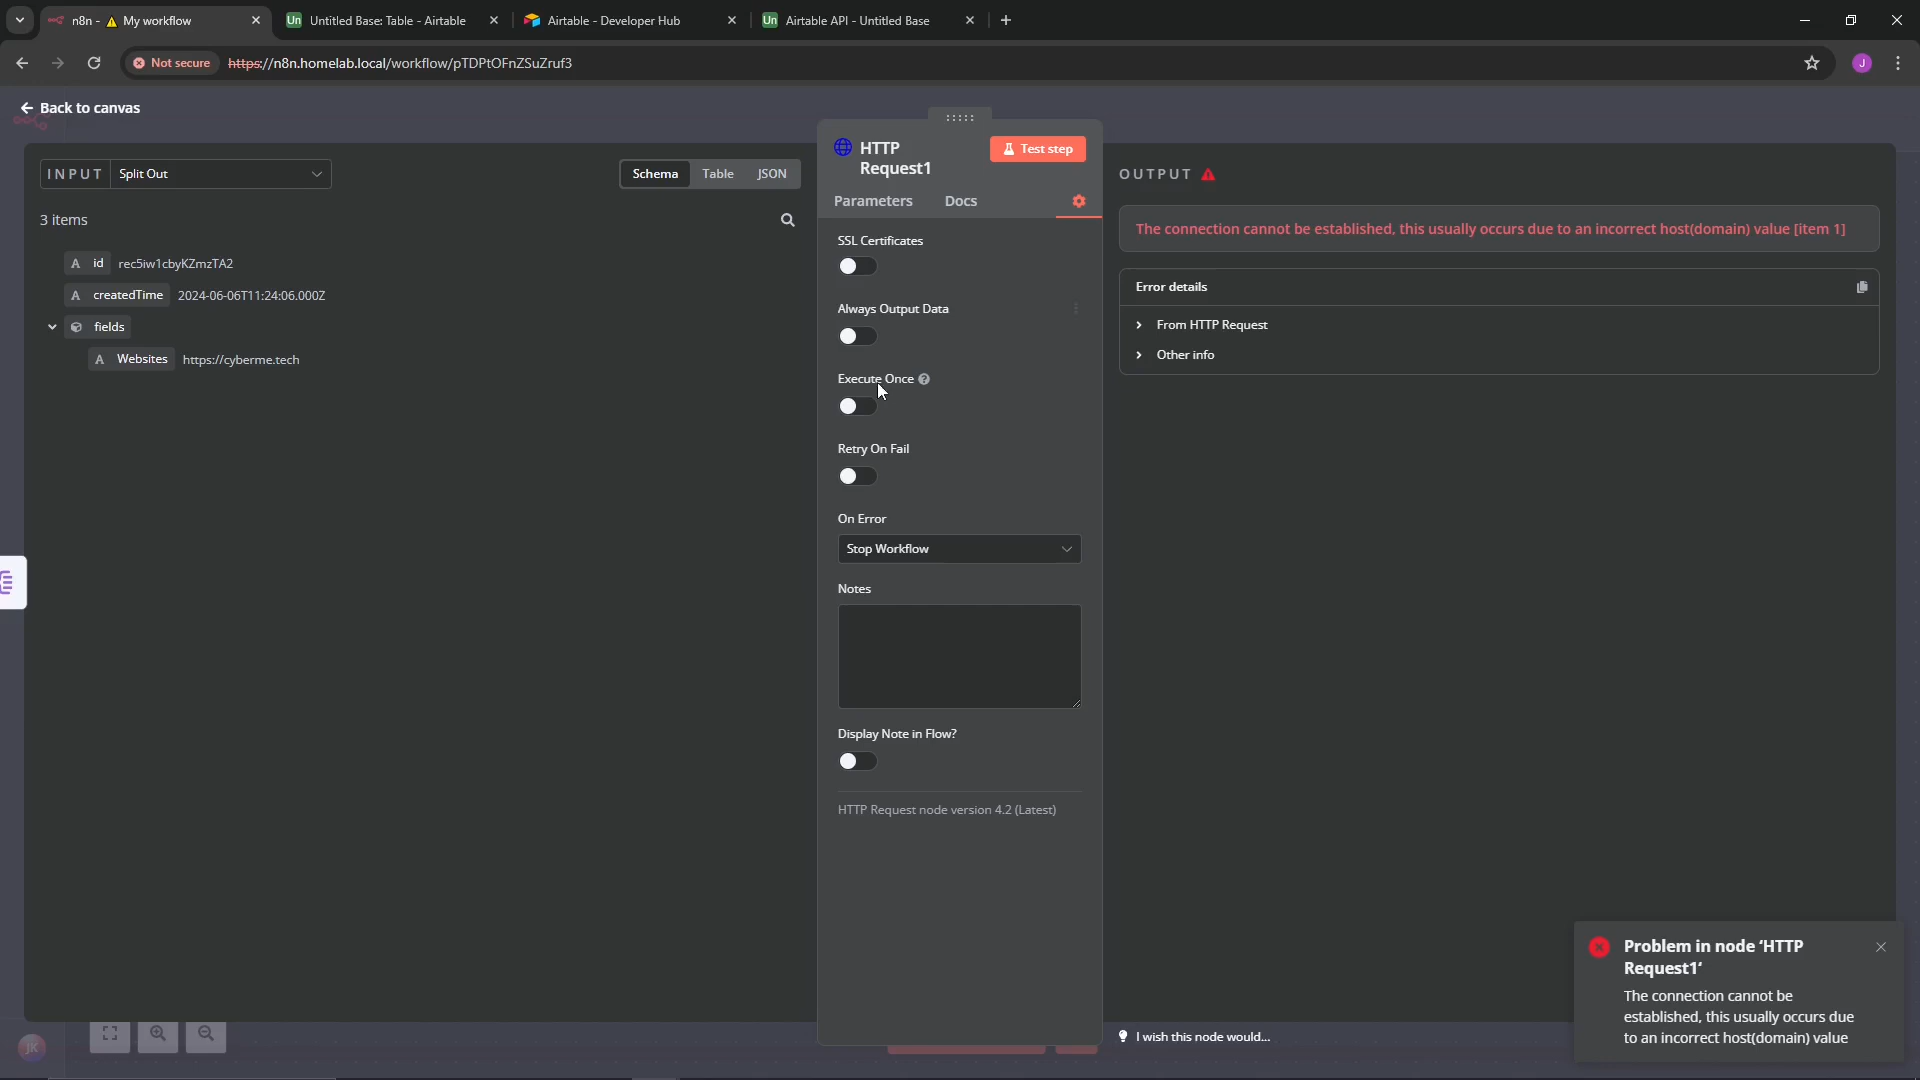 n8n - My workflow
Un Untitled Base: Table - Airtable
Airtable - Developer Hub
Un Airtable API - Untitled Base
Not secure https://n8n.homelab.local/workflow/pTDPtOFnZSuZruf3
J
Back to canvas
INPUT Split Out
Schema Table JSON
3 items
A id rec5iw1cbyKZmzTA2
A createdTime 2024-06-06T11:24:06.000Z
fields
A Websites https://cyberme.tech
HTTP
Request1
Test step
Parameters Docs
SSL Certificates
Always Output Data
Execute Once
Retry On Fail
On Error
Stop Workflow
Notes
Display Note in Flow?
HTTP Request node version 4.2 (Latest)
OUTPUT
The connection cannot be established, this usually occurs due to an incorrect host(domain) value [item 1]
Error details
From HTTP Request
Other info
I wish this node would...
Problem in node ‘HTTP
Request1‘
The connection cannot be
established, this usually occurs due
to an incorrect host(domain) value
JK